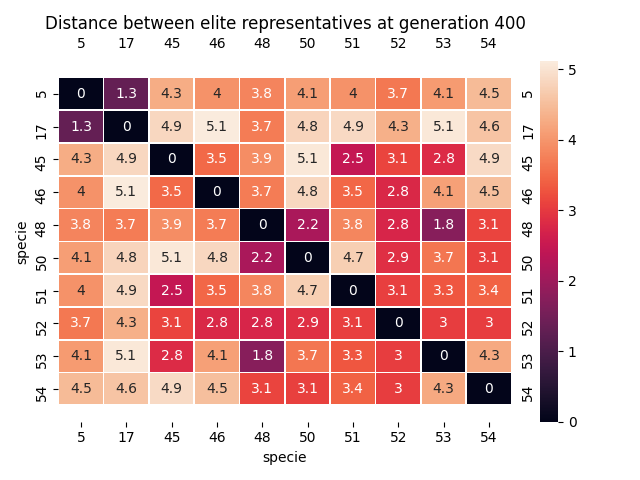 Distance between elite representatives at generation 400
5 17 45 46 48 50 51 52 53 54
5 0 1.3 4.3 4 3.8 4.1 4 3.7 4.1 4.5 5
17 1.3 0 4.9 5.1 3.7 4.8 4.9 4.3 5.1 4.6 17
45 4.3 4.9 0 3.5 3.9 5.1 2.5 3.1 2.8 4.9 45
46 4 5.1 3.5 0 3.7 4.8 3.5 2.8 4.1 4.5 46
48 3.8 3.7 3.9 3.7 0 2.2 3.8 2.8 1.8 3.1 48
50 4.1 4.8 5.1 4.8 2.2 0 4.7 2.9 3.7 3.1 50
51 4 4.9 2.5 3.5 3.8 4.7 0 3.1 3.3 3.4 51
52 3.7 4.3 3.1 2.8 2.8 2.9 3.1 0 3 3 52
53 4.1 5.1 2.8 4.1 1.8 3.7 3.3 3 0 4.3 53
54 4.5 4.6 4.9 4.5 3.1 3.1 3.4 3 4.3 0 54
5 17 45 46 48 50 51 52 53 54
specie
specie
5
4
3
2
1
0